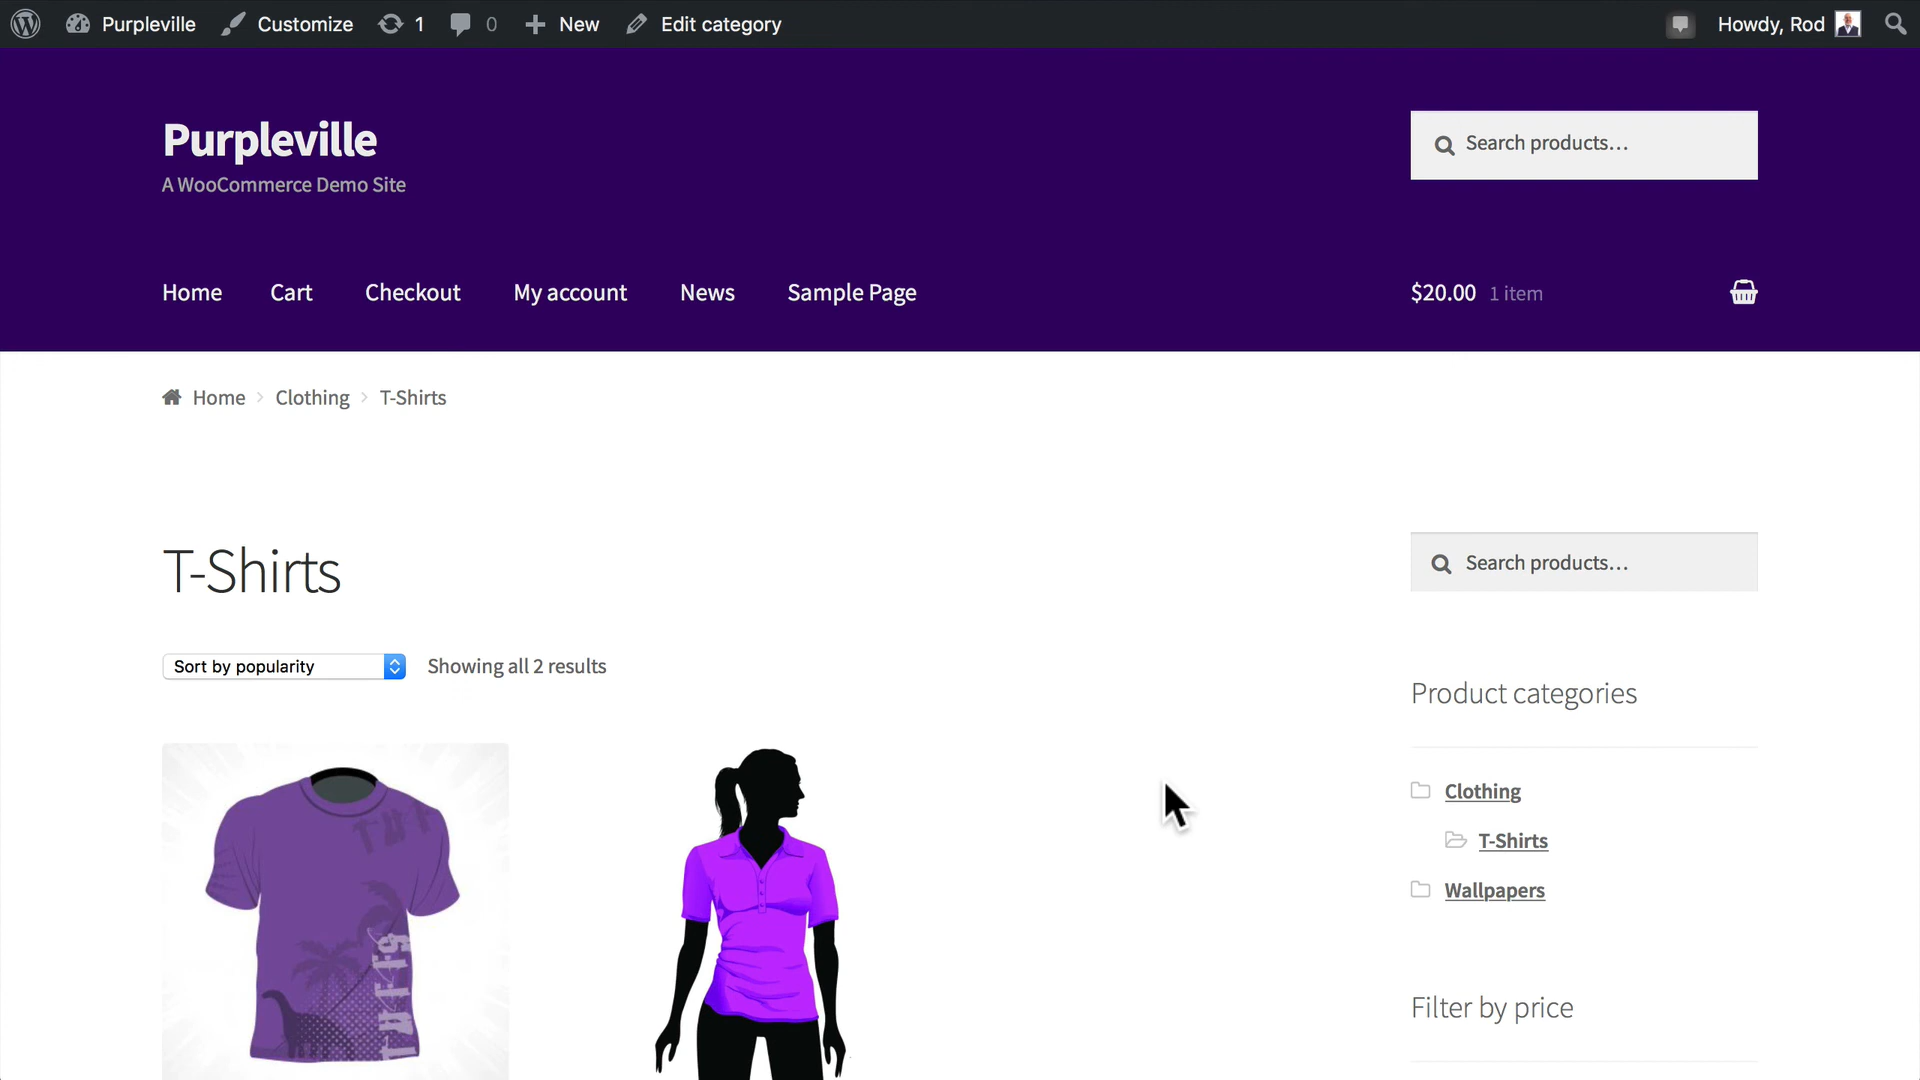 Purpleville
Customize
1
0
New
Edit category
Howdy, Rod
Purpleville
A WooCommerce Demo Site
Search products…
Home
Cart
Checkout
My account
News
Sample Page
$20.00 1 item
Home
Clothing
T-Shirts
T-Shirts
Search products…
Sort by popularity
Showing all 2 results
Product categories
Clothing
T-Shirts
Wallpapers
Filter by price